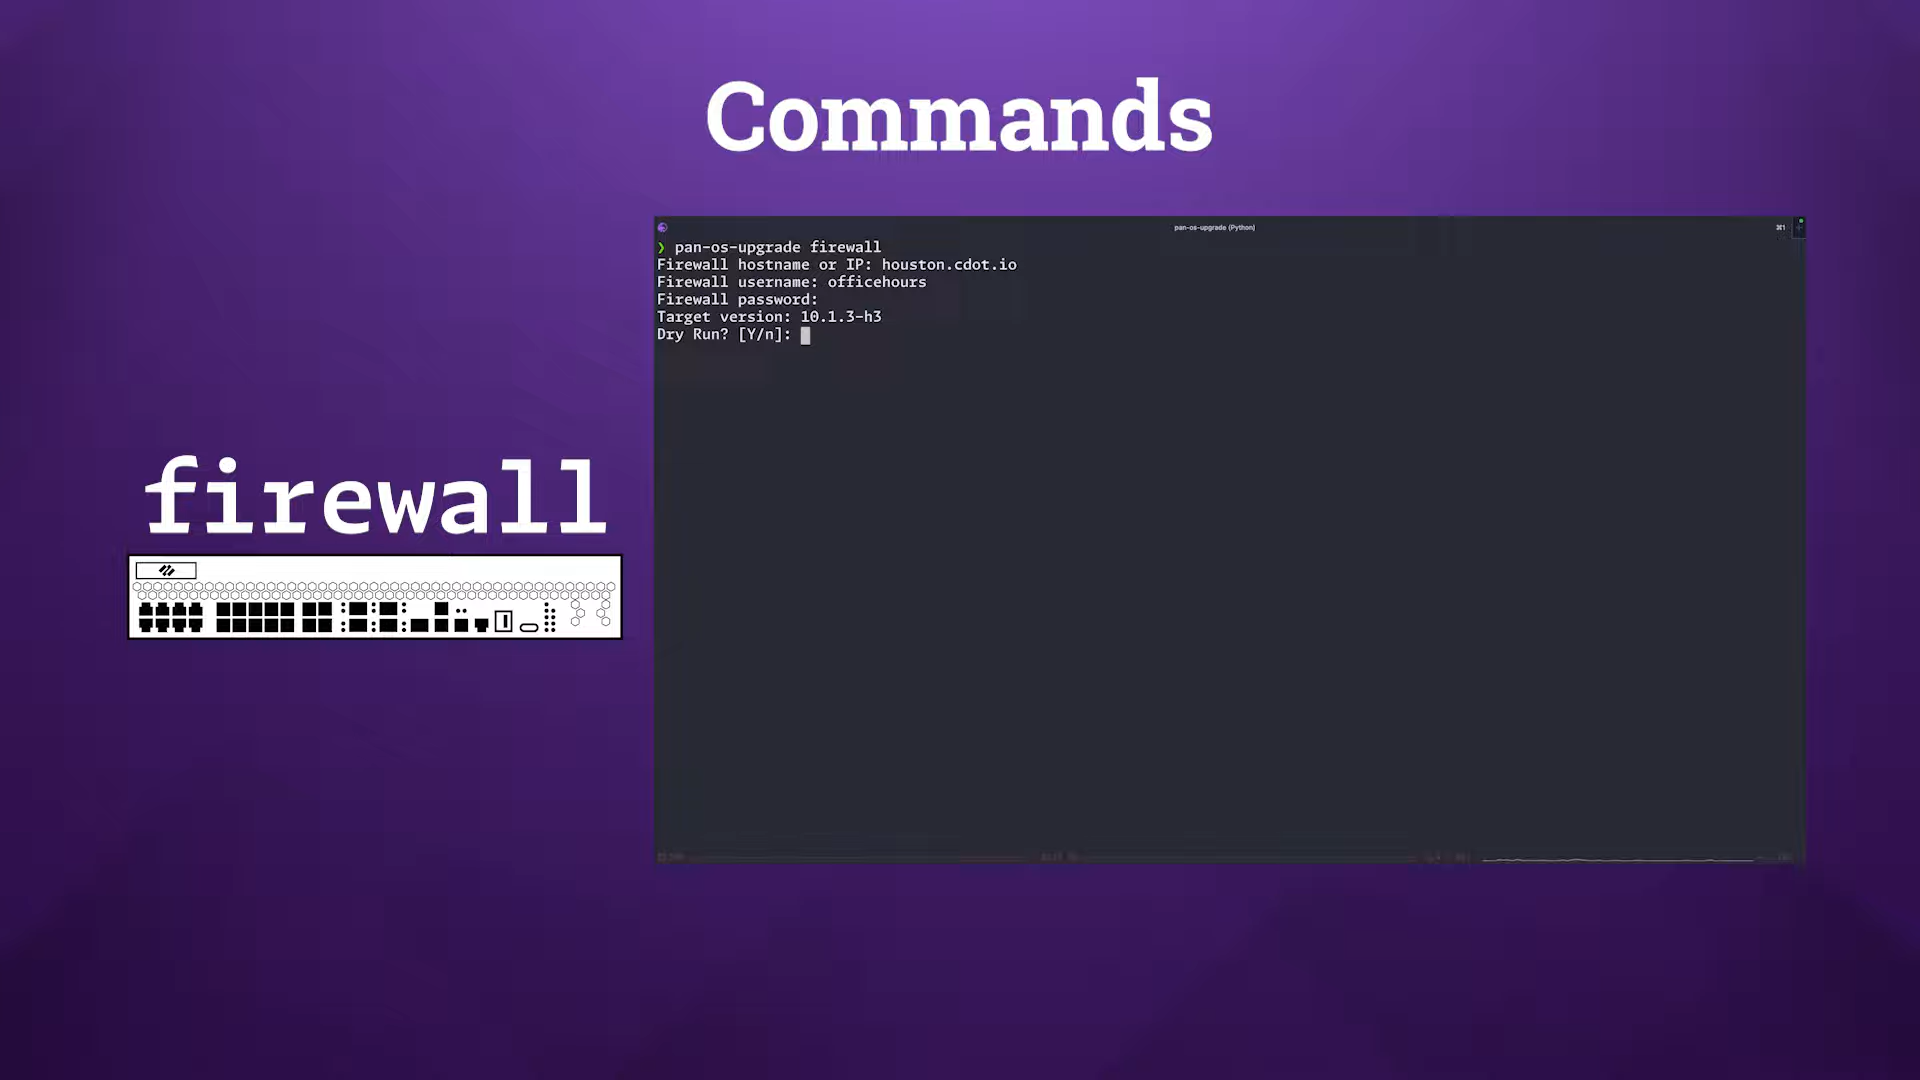 Commands
firewall
pan-os-upgrade (Python)
⌘1
❯ pan-os-upgrade firewall
Firewall hostname or IP: houston.cdot.io
Firewall username: officehours
Firewall password:
Target version: 10.1.3-h3
Dry Run? [Y/n]: